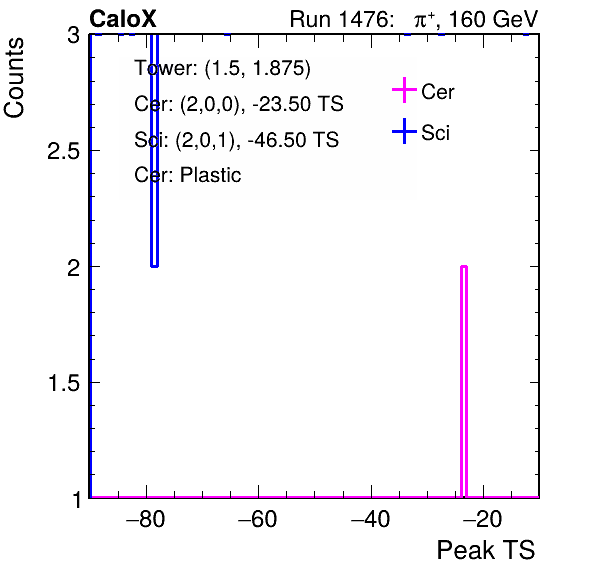 CaloX Run 1476: π+, 160 GeV
Counts
3
2.5
2
1.5
1
Tower: (1.5, 1.875)
Cer: (2,0,0), -23.50 TS
Sci: (2,0,1), -46.50 TS
Cer: Plastic
Cer
Sci
−80 −60 −40 −20
Peak TS